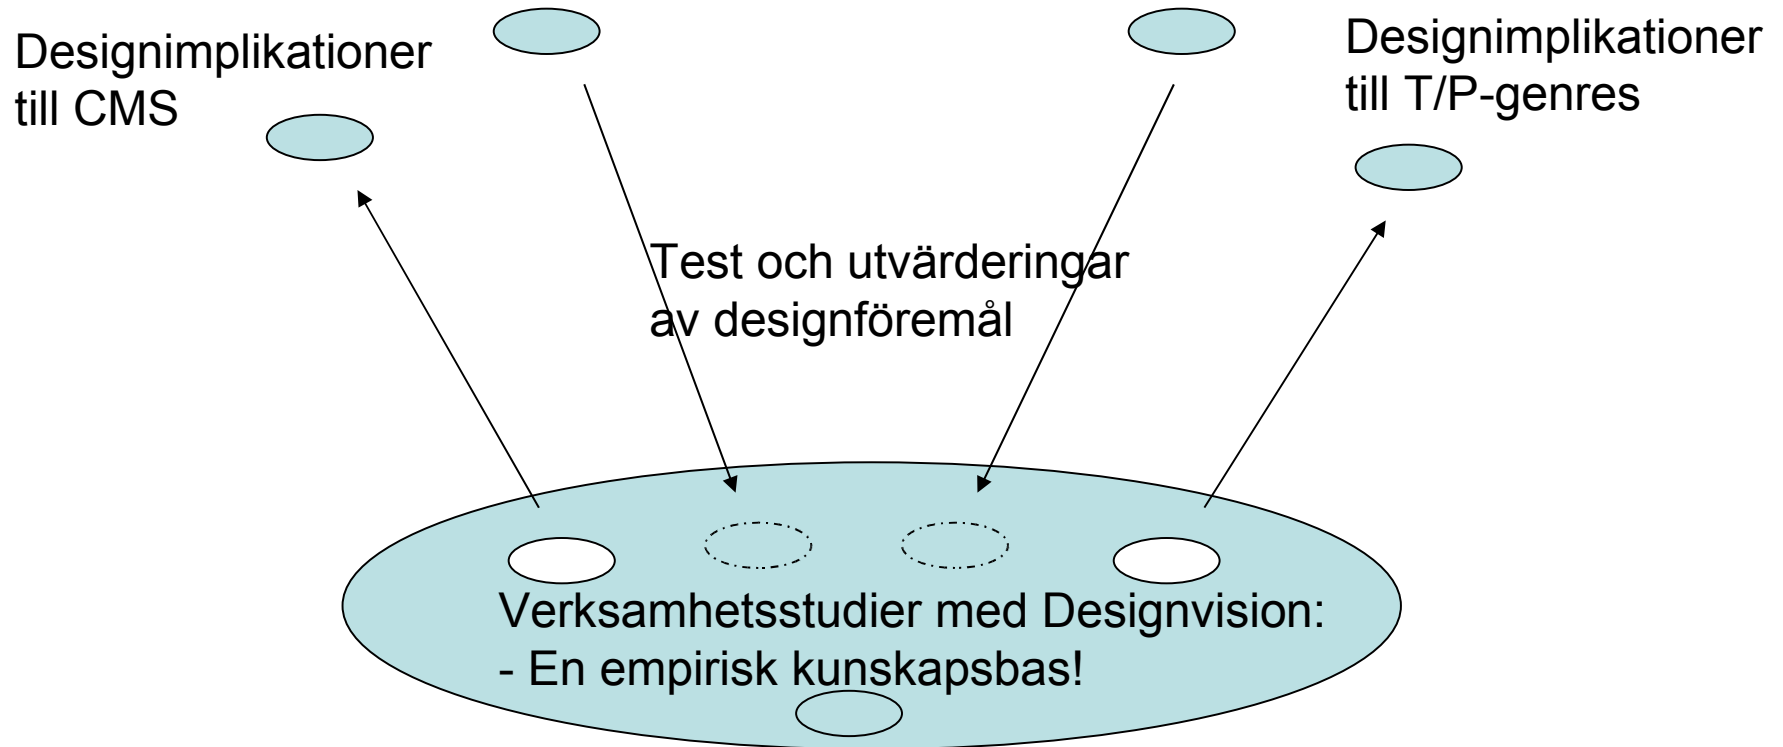 Designimplikationer
till CMS
Designimplikationer
till T/P-genres
Test och utvärderingar
av designföremål
Verksamhetsstudier med Designvision:
- En empirisk kunskapsbas!